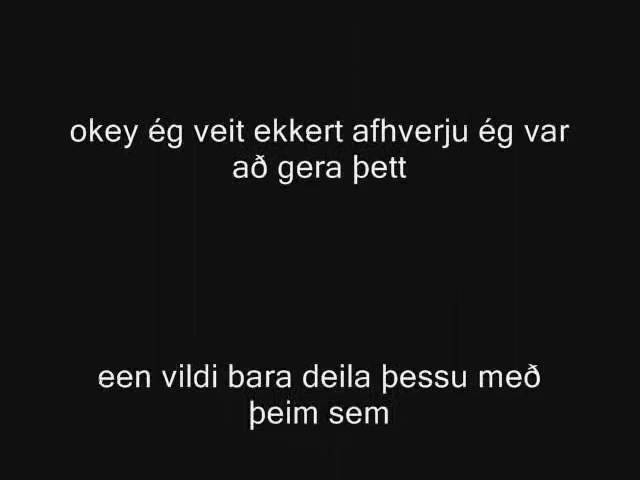 okey ég veit ekkert afhverju ég var
að gera þett
een vildi bara deila þessu með
þeim sem